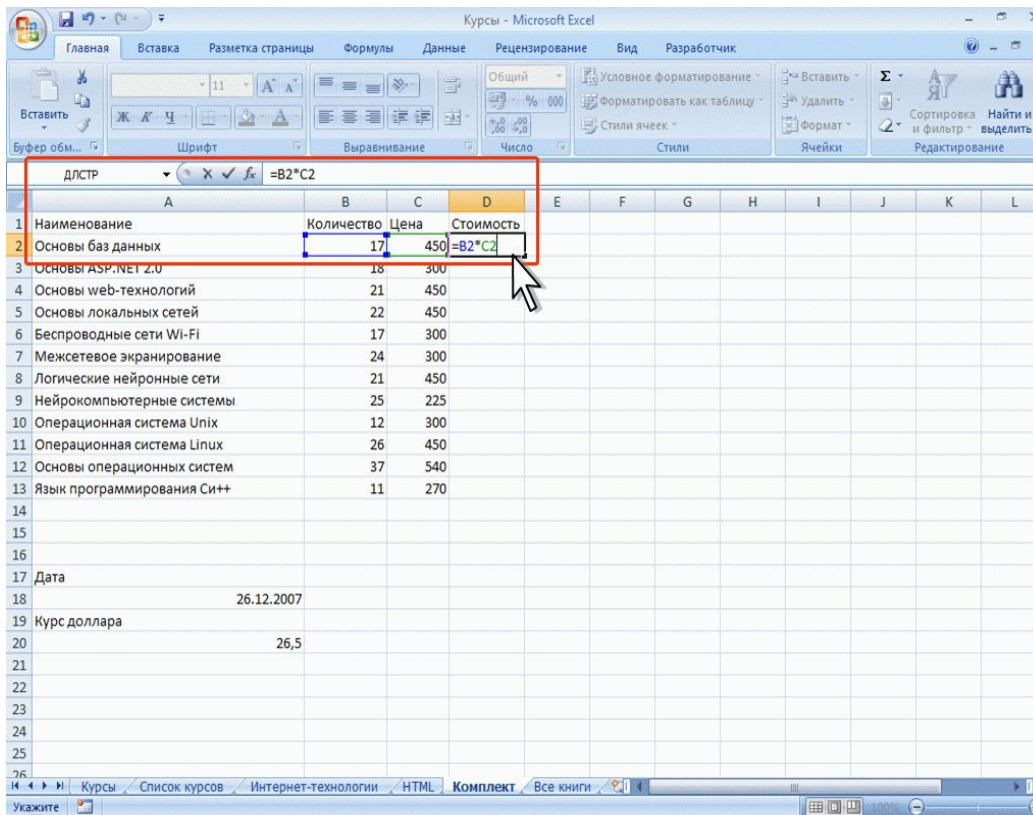 Курсы - Microsoft Excel
Главная Вставка Разметка страницы Формулы Данные Рецензирование Вид Разработчик
Вставить
11
Ж К Ч
Общий
% 000
Условное форматирование
Форматировать как таблицу
Стили ячеек
Вставить
Удалить
Формат
Σ
Сортировка и фильтр
Найти и выделить
Буфер обм... Шрифт Выравнивание Число Стили Ячейки Редактирование
ДЛСТР fx =B2*C2
A B C D E F G H I J K L
1 Наименование Количество Цена Стоимость
2 Основы баз данных 17 450 =B2*C2
3 Основы ASP.NET 2.0 18 300
4 Основы web-технологий 21 450
5 Основы локальных сетей 22 450
6 Беспроводные сети Wi-Fi 17 300
7 Межсетевое экранирование 24 300
8 Логические нейронные сети 21 450
9 Нейрокомпьютерные системы 25 225
10 Операционная система Unix 12 300
11 Операционная система Linux 26 450
12 Основы операционных систем 37 540
13 Язык программирования Си++ 11 270
14
15
16
17 Дата
18 26.12.2007
19 Курс доллара
20 26,5
21
22
23
24
25
26
Курсы Список курсов Интернет-технологии HTML Комплект Все книги
Укажите 100%